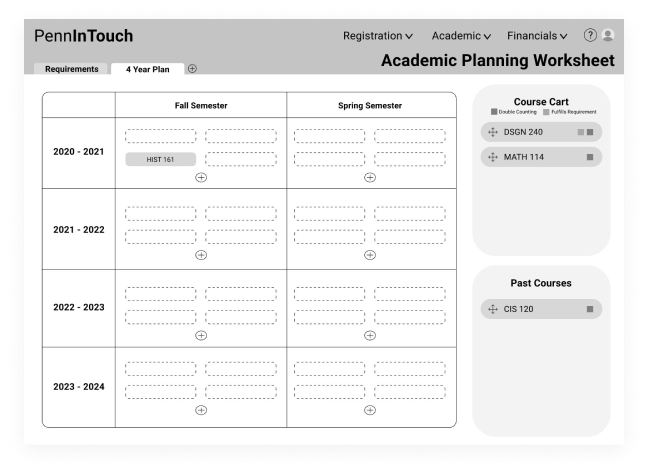 PennInTouch
Registration Academic Financials ?
Academic Planning Worksheet
Requirements 4 Year Plan
Fall Semester Spring Semester
2020 - 2021
HIST 161
2021 - 2022
2022 - 2023
2023 - 2024
Course Cart
Double Counting Fulfills Requirement
DSGN 240
MATH 114
Past Courses
CIS 120